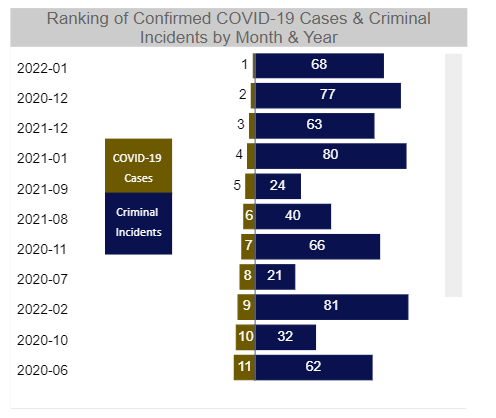 Ranking of Confirmed COVID-19 Cases & Criminal
Incidents by Month & Year
2022-01 1 68
2020-12 2 77
2021-12 3 63
2021-01 4 80
2021-09 5 24
2021-08 6 40
2020-11 7 66
2020-07 8 21
2022-02 9 81
2020-10 10 32
2020-06 11 62
COVID-19
Cases
Criminal
Incidents